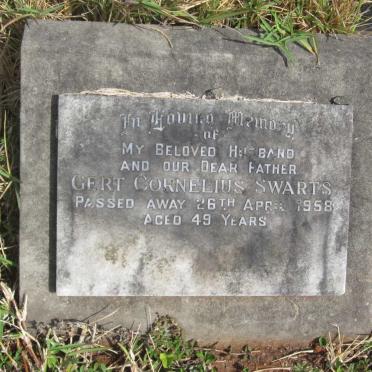 In Loving Memory
of
My Beloved Husband
and our Dear Father
Gert Cornelius Swarts
Passed away 26th April 1958
aged 49 Years